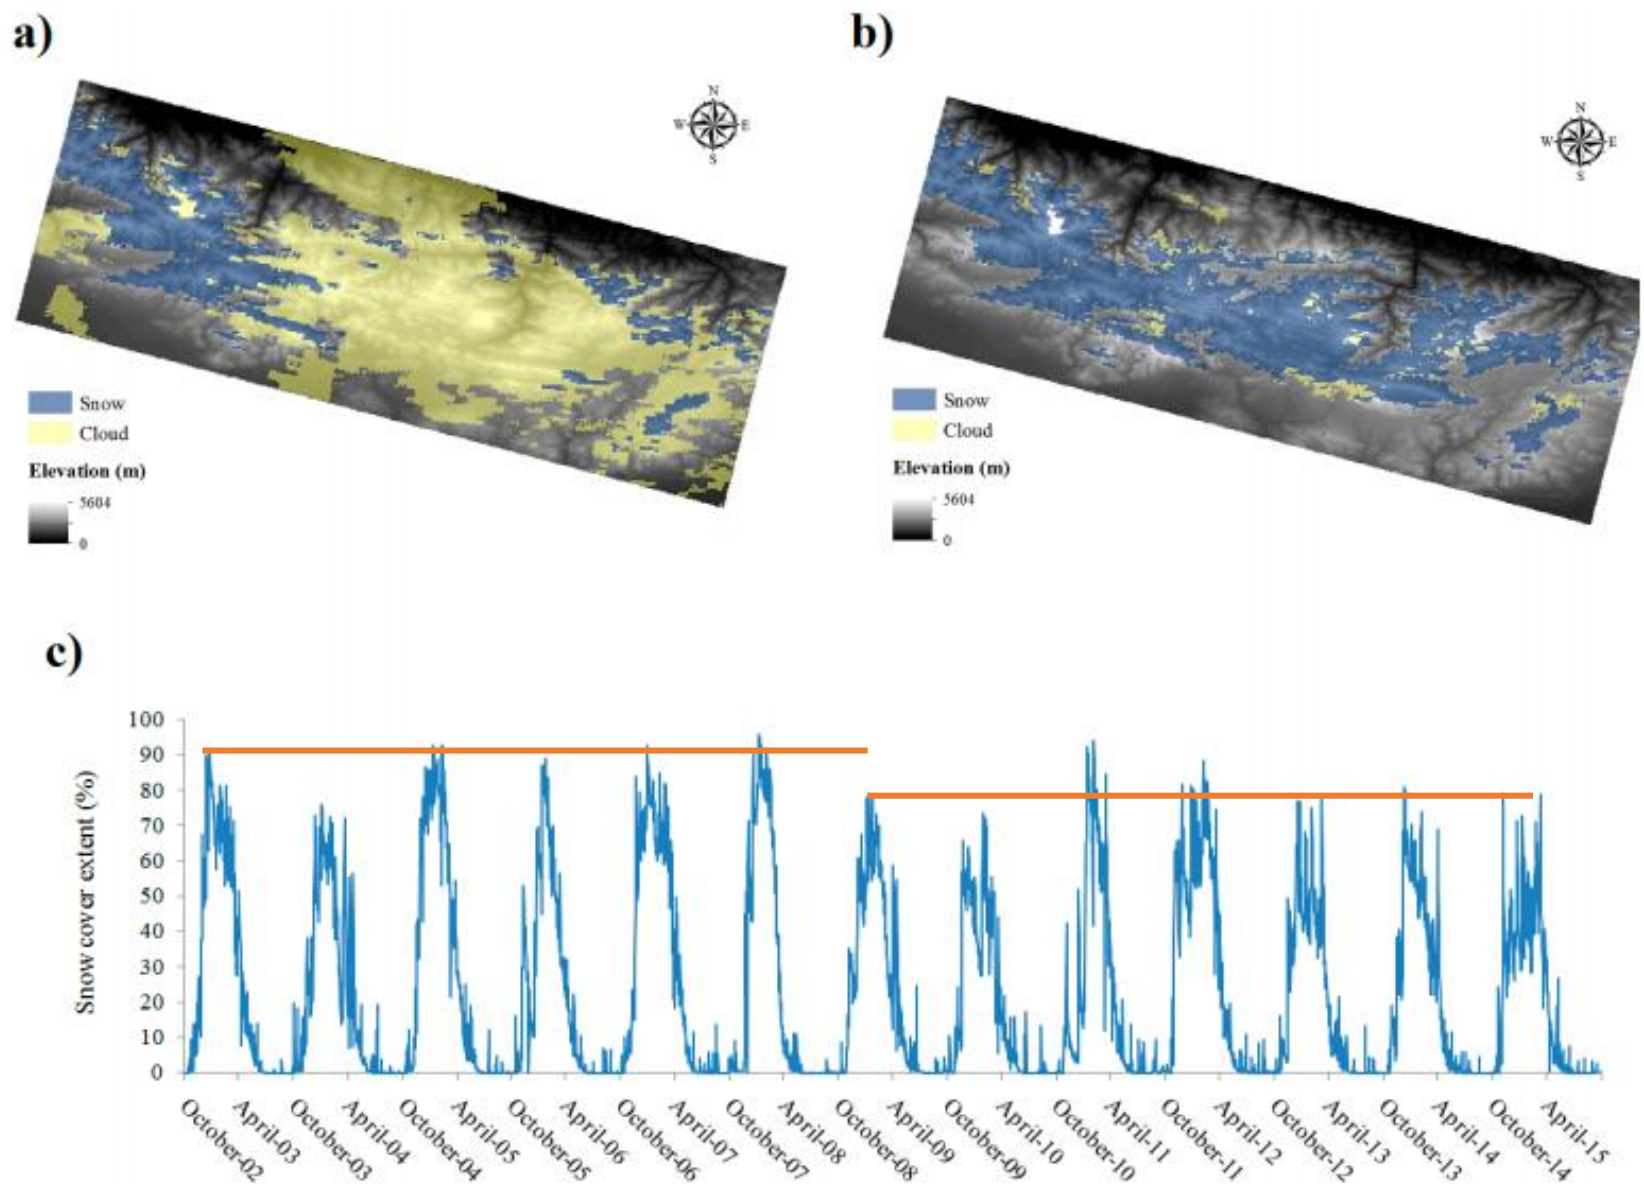 a)
b)
N
W E
S
N
W E
S
Snow
Cloud
Elevation (m)
5604
0
Snow
Cloud
Elevation (m)
5604
0
c)
Snow cover extent (%)
100
90
80
70
60
50
40
30
20
10
0
October-02
April-03
October-03
April-04
October-04
April-05
October-05
April-06
October-06
April-07
October-07
April-08
October-08
April-09
October-09
April-10
October-10
April-11
October-11
April-12
October-12
April-13
October-13
April-14
October-14
April-15